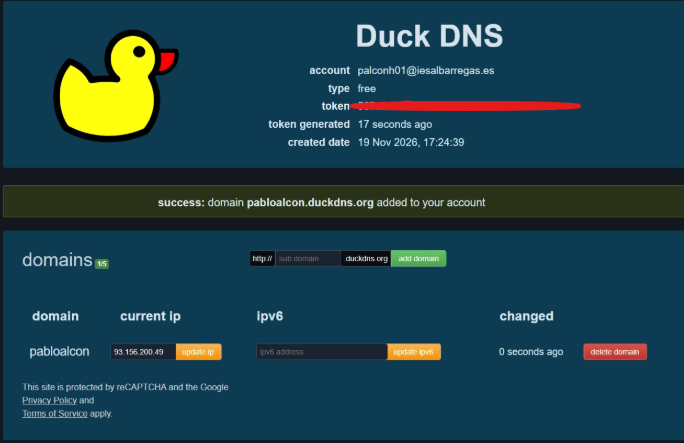 Duck DNS
account palconh01@iesalbarregas.es
type free
token
token generated 17 seconds ago
created date 19 Nov 2026, 17:24:39
success: domain pabloalcon.duckdns.org added to your account
domains 1/5
http:// sub domain duckdns.org add domain
domain current ip ipv6 changed
pabloalcon 93.156.200.49 update ip ipv6 address update ipv6 0 seconds ago delete domain
This site is protected by reCAPTCHA and the Google
Privacy Policy and
Terms of Service apply.